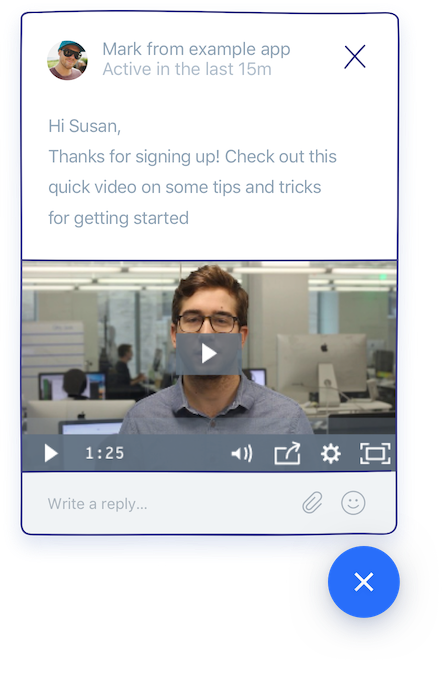 Mark from example app
Active in the last 15m
Hi Susan,
Thanks for signing up! Check out this
quick video on some tips and tricks
for getting started
1:25
Write a reply...